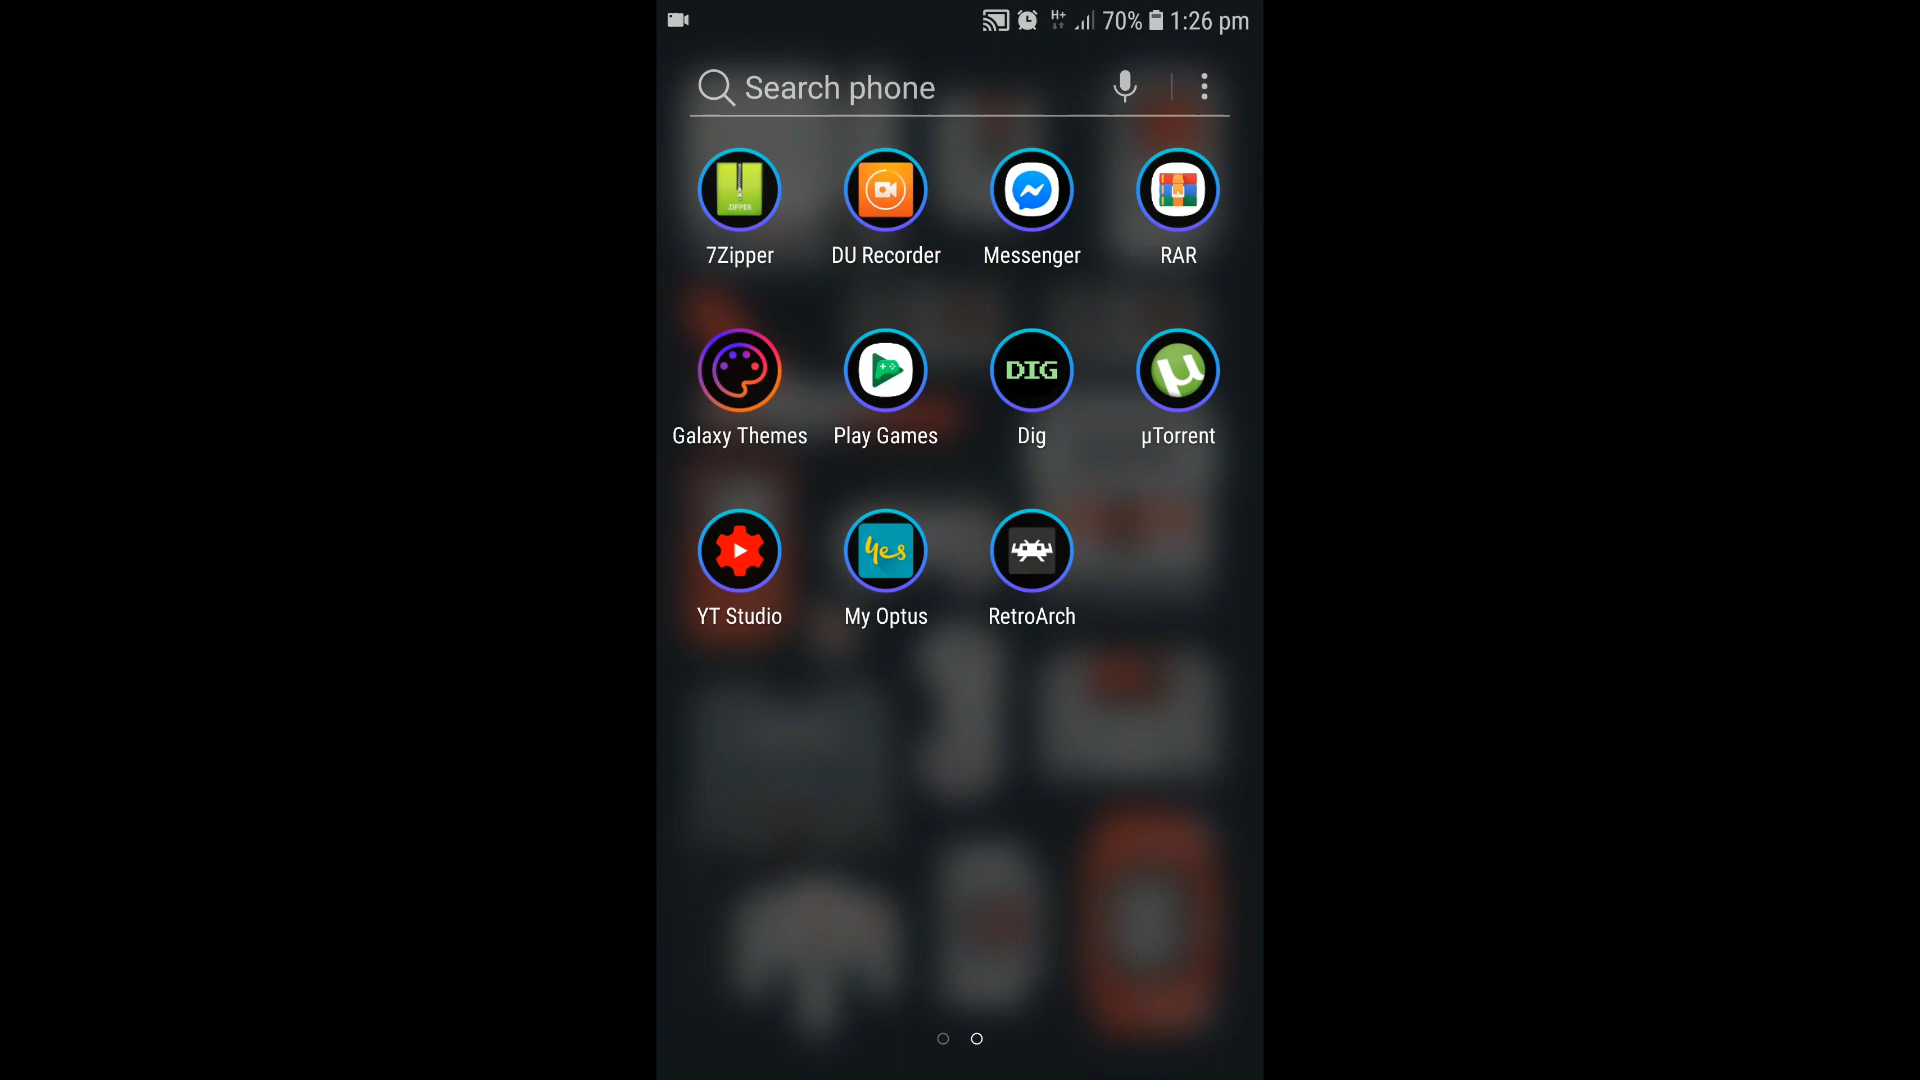 H+ 70% 1:26 pm
Search phone
ZIPPER
7Zipper DU Recorder Messenger RAR
DIG µ
Galaxy Themes Play Games Dig µTorrent
yes
YT Studio My Optus RetroArch